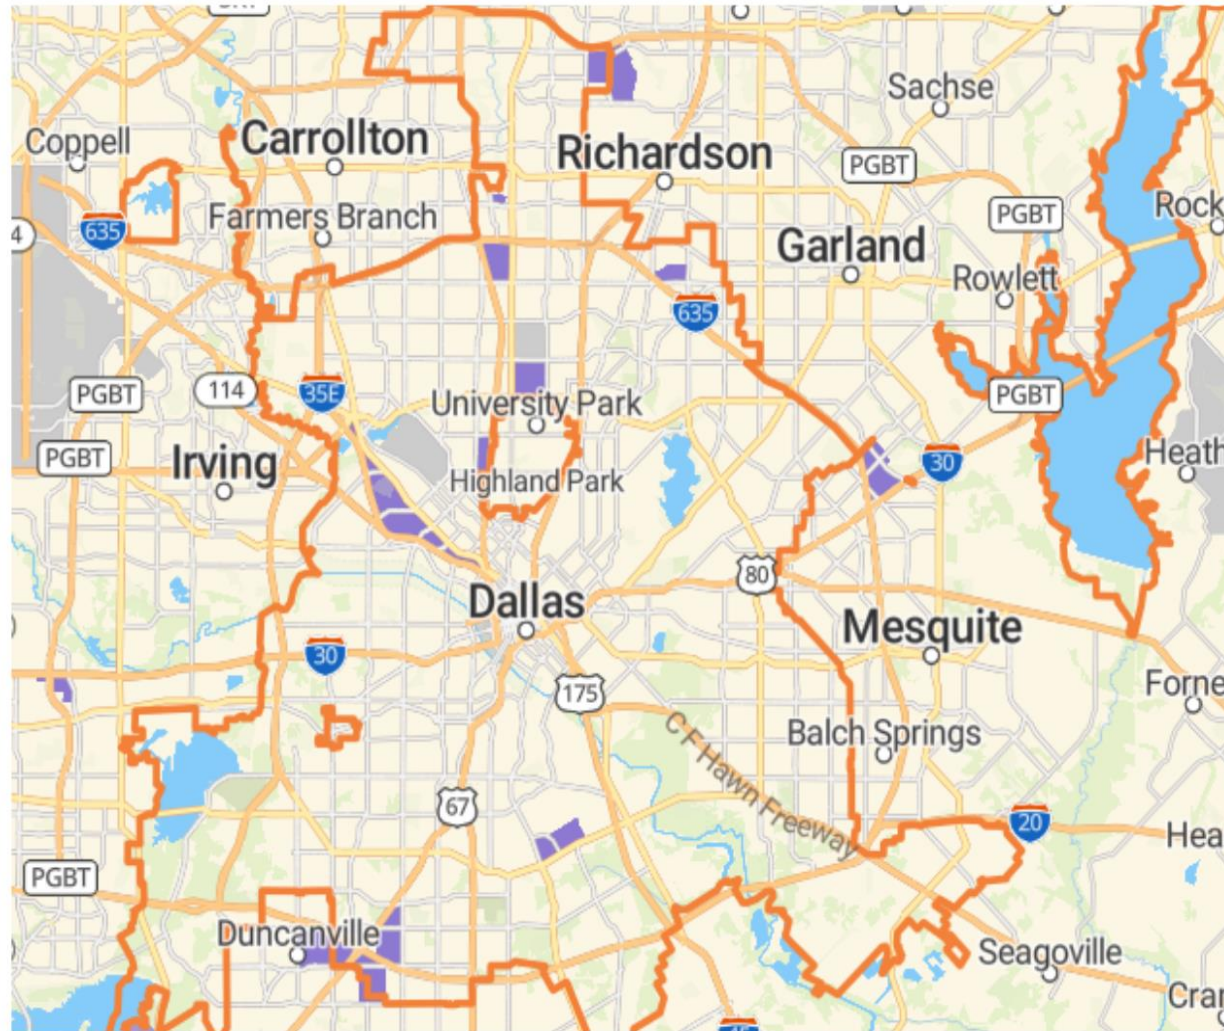 Sachse
Carrollton
Coppell
Richardson
PGBT
Farmers Branch
PGBT
Rock
635
4
Garland
Rowlett
635
PGBT
114
35E
PGBT
University Park
PGBT
Irving
Highland Park
30
Heath
80
Dallas
Mesquite
30
175
Forne
C F Hawn Freeway
Balch Springs
67
20
Hea
PGBT
Duncanville
Seagoville
Crar